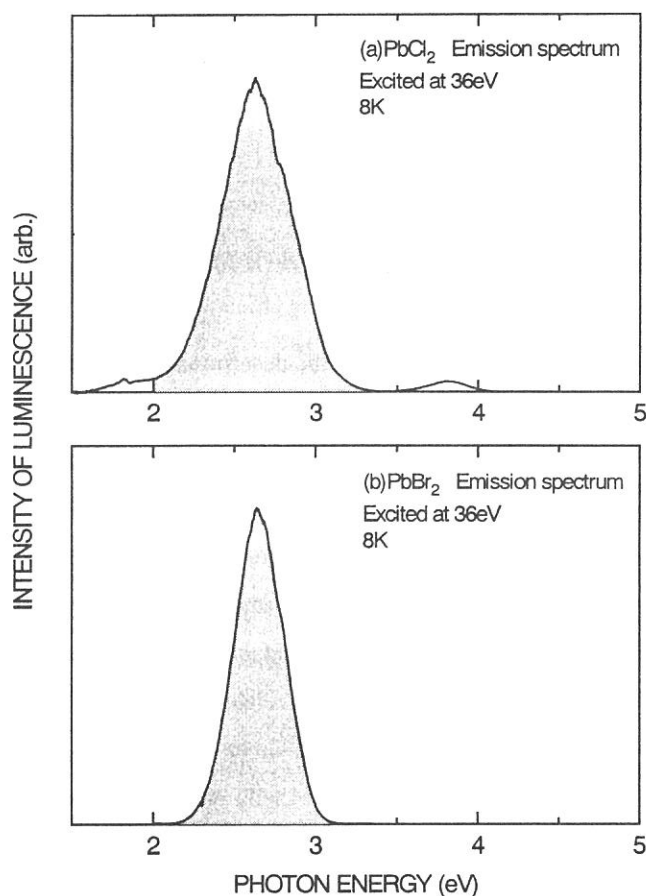 (a)PbCl₂ Emission spectrum
Excited at 36eV
8K
2 3 4 5
(b)PbBr₂ Emission spectrum
Excited at 36eV
8K
2 3 4 5
PHOTON ENERGY (eV)
INTENSITY OF LUMINESCENCE (arb.)